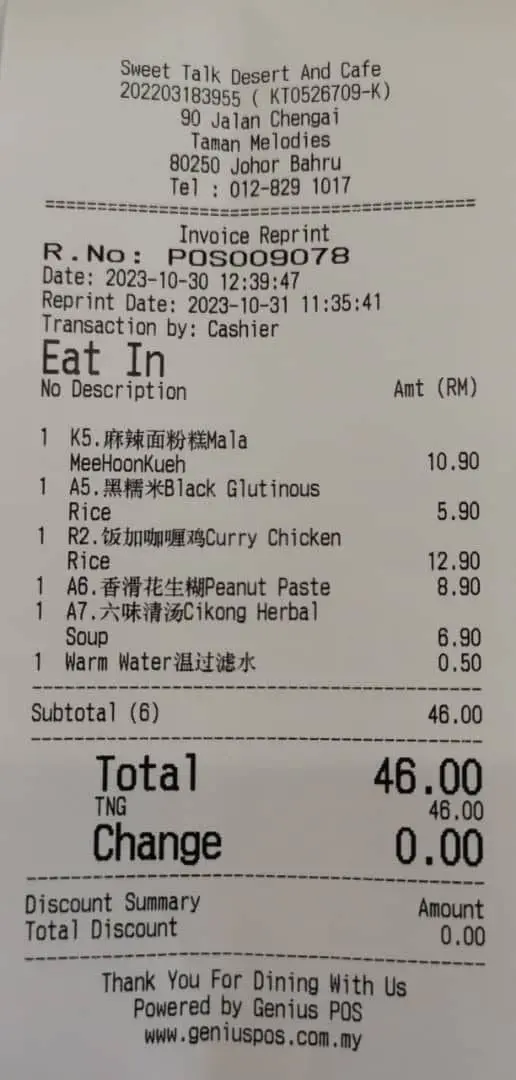 Sweet Talk Desert And Cafe
202203183955 ( KT0526709-K)
90 Jalan Chengai
Taman Melodies
80250 Johor Bahru
Tel : 012-829 1017
Invoice Reprint
R.No: POS009078
Date: 2023-10-30 12:39:47
Reprint Date: 2023-10-31 11:35:41
Transaction by: Cashier
Eat In
No Description Amt (RM)
1 K5.麻辣面粉糕Mala
MeeHoonKueh 10.90
1 A5.黑糯米Black Glutinous
Rice 5.90
1 R2.饭加咖喱鸡Curry Chicken
Rice 12.90
1 A6.香滑花生糊Peanut Paste 8.90
1 A7.六味清汤Cikong Herbal
Soup 6.90
1 Warm Water温过滤水 0.50
Subtotal (6) 46.00
Total 46.00
TNG 46.00
Change 0.00
Discount Summary Amount
Total Discount 0.00
Thank You For Dining With Us
Powered by Genius POS
www.geniuspos.com.my